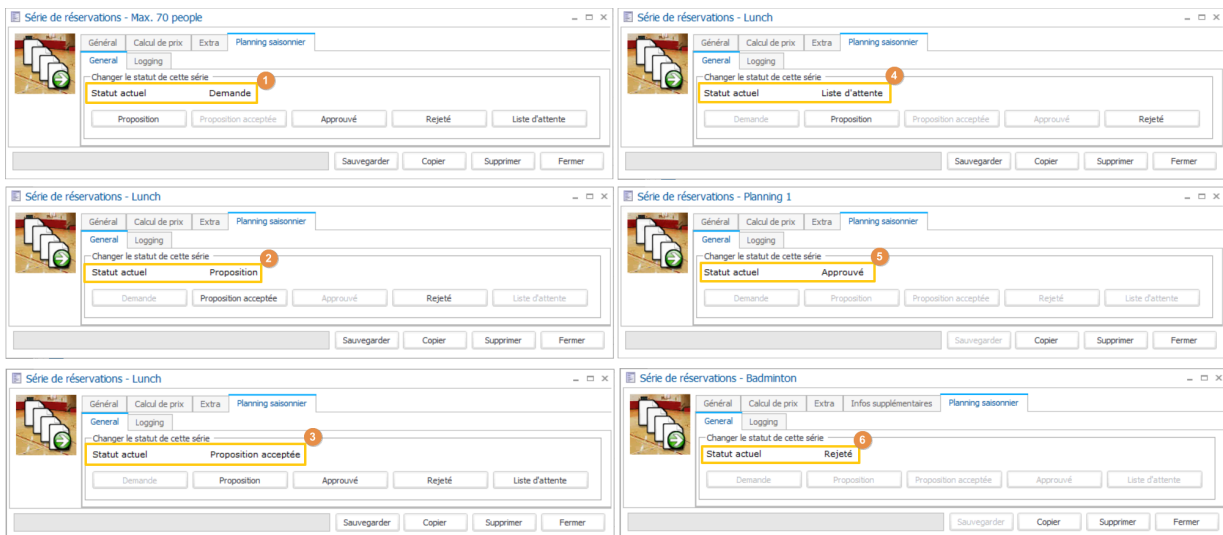 Série de réservations - Max. 70 people
Général Calcul de prix Extra Planning saisonnier
General Logging
Changer le statut de cette série
1
Statut actuel Demande
Proposition Proposition acceptée Approuvé Rejeté Liste d'attente
Sauvegarder Copier Supprimer Fermer
Série de réservations - Lunch
Général Calcul de prix Extra Planning saisonnier
General Logging
Changer le statut de cette série
4
Statut actuel Liste d'attente
Demande Proposition Proposition acceptée Approuvé Rejeté
Sauvegarder Copier Supprimer Fermer
Série de réservations - Lunch
Général Calcul de prix Extra Planning saisonnier
General Logging
Changer le statut de cette série
2
Statut actuel Proposition
Demande Proposition acceptée Approuvé Rejeté Liste d'attente
Sauvegarder Copier Supprimer Fermer
Série de réservations - Planning 1
Général Calcul de prix Extra Planning saisonnier
General Logging
Changer le statut de cette série
5
Statut actuel Approuvé
Demande Proposition Proposition acceptée Rejeté Liste d'attente
Sauvegarder Copier Supprimer Fermer
Série de réservations - Lunch
Général Calcul de prix Extra Planning saisonnier
General Logging
Changer le statut de cette série
3
Statut actuel Proposition acceptée
Demande Proposition Approuvé Rejeté Liste d'attente
Sauvegarder Copier Supprimer Fermer
Série de réservations - Badminton
Général Calcul de prix Extra Infos supplémentaires Planning saisonnier
General Logging
Changer le statut de cette série
6
Statut actuel Rejeté
Demande Proposition Proposition acceptée Approuvé Liste d'attente
Sauvegarder Copier Supprimer Fermer